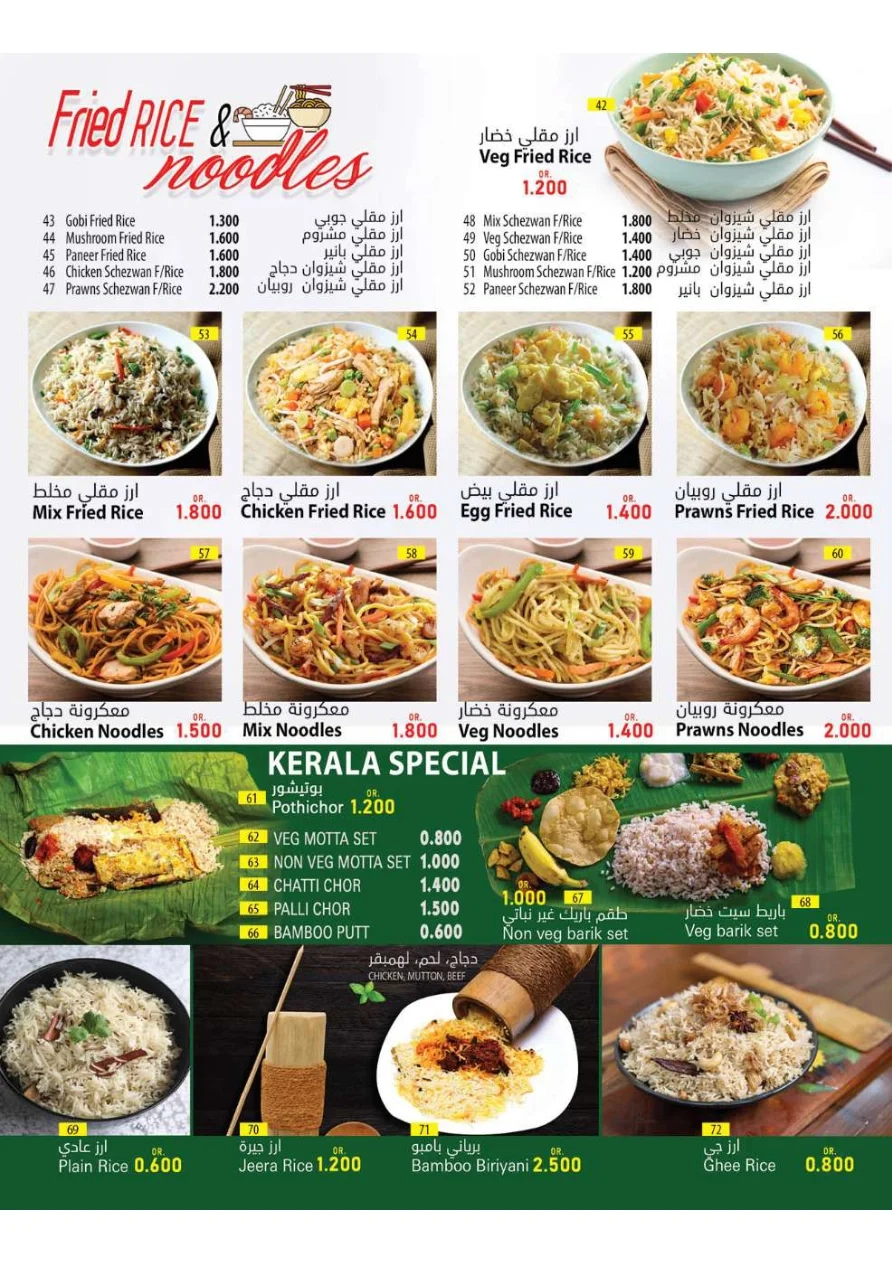 Fried RICE &
noodles
42
ارز مقلي خضار
Veg Fried Rice
OR.
1.200
43 Gobi Fried Rice 1.300 ارز مقلي جوبي
44 Mushroom Fried Rice 1.600 ارز مقلي مشروم
45 Paneer Fried Rice 1.600 ارز مقلي بانير
46 Chicken Schezwan F/Rice 1.800 ارز مقلي شيزوان دجاج
47 Prawns Schezwan F/Rice 2.200 ارز مقلي شيزوان روبيان
48 Mix Schezwan F/Rice 1.800 ارز مقلي شيزوان مخلط
49 Veg Schezwan F/Rice 1.400 ارز مقلي شيزوان خضار
50 Gobi Schezwan F/Rice 1.400 ارز مقلي شيزوان جوبي
51 Mushroom Schezwan F/Rice 1.200 ارز مقلي شيزوان مشروم
52 Paneer Schezwan F/Rice 1.800 ارز مقلي شيزوان بانير
53
ارز مقلي مخلط
Mix Fried Rice OR. 1.800
54
ارز مقلي دجاج
Chicken Fried Rice OR. 1.600
55
ارز مقلي بيض
Egg Fried Rice OR. 1.400
56
ارز مقلي روبيان
Prawns Fried Rice OR. 2.000
57
معكرونة دجاج
Chicken Noodles OR. 1.500
58
معكرونة مخلط
Mix Noodles OR. 1.800
59
معكرونة خضار
Veg Noodles OR. 1.400
60
معكرونة روبيان
Prawns Noodles OR. 2.000
KERALA SPECIAL
61 بوتيشور
Pothichor OR. 1.200
62 VEG MOTTA SET 0.800
63 NON VEG MOTTA SET 1.000
64 CHATTI CHOR 1.400
65 PALLI CHOR 1.500
66 BAMBOO PUTT 0.600
OR.
1.000 67
طقم باريك غير نباتي
Non veg barik set
68
باريط سيت خضار
Veg barik set OR. 0.800
دجاج، لحم، لهمبقر
CHICKEN, MUTTON, BEEF
69
ارز عادي
Plain Rice OR. 0.600
70
ارز جيرة
Jeera Rice OR. 1.200
71
برياني بامبو
Bamboo Biriyani OR. 2.500
72
ارز جي
Ghee Rice OR. 0.800